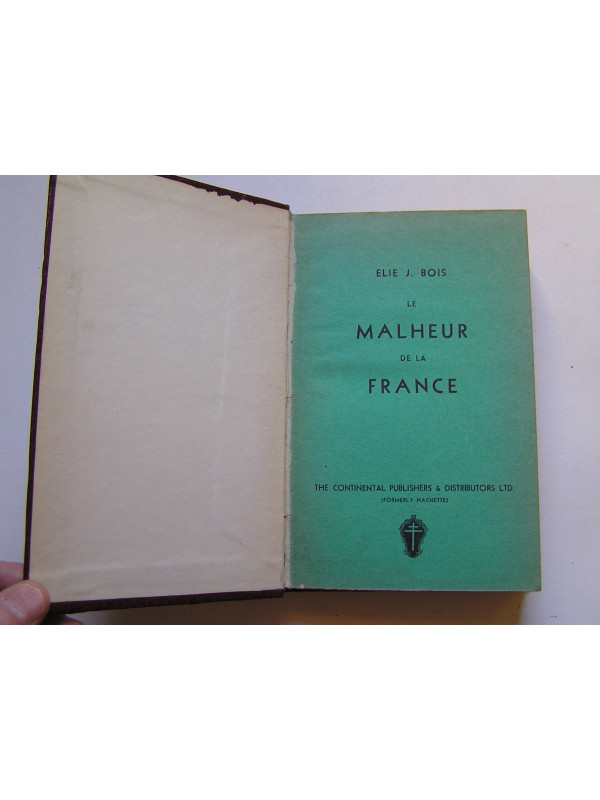 ELIE J. BOIS
LE
MALHEUR
DE LA
FRANCE
THE CONTINENTAL PUBLISHERS & DISTRIBUTORS LTD.
(FORMERLY HACHETTE)